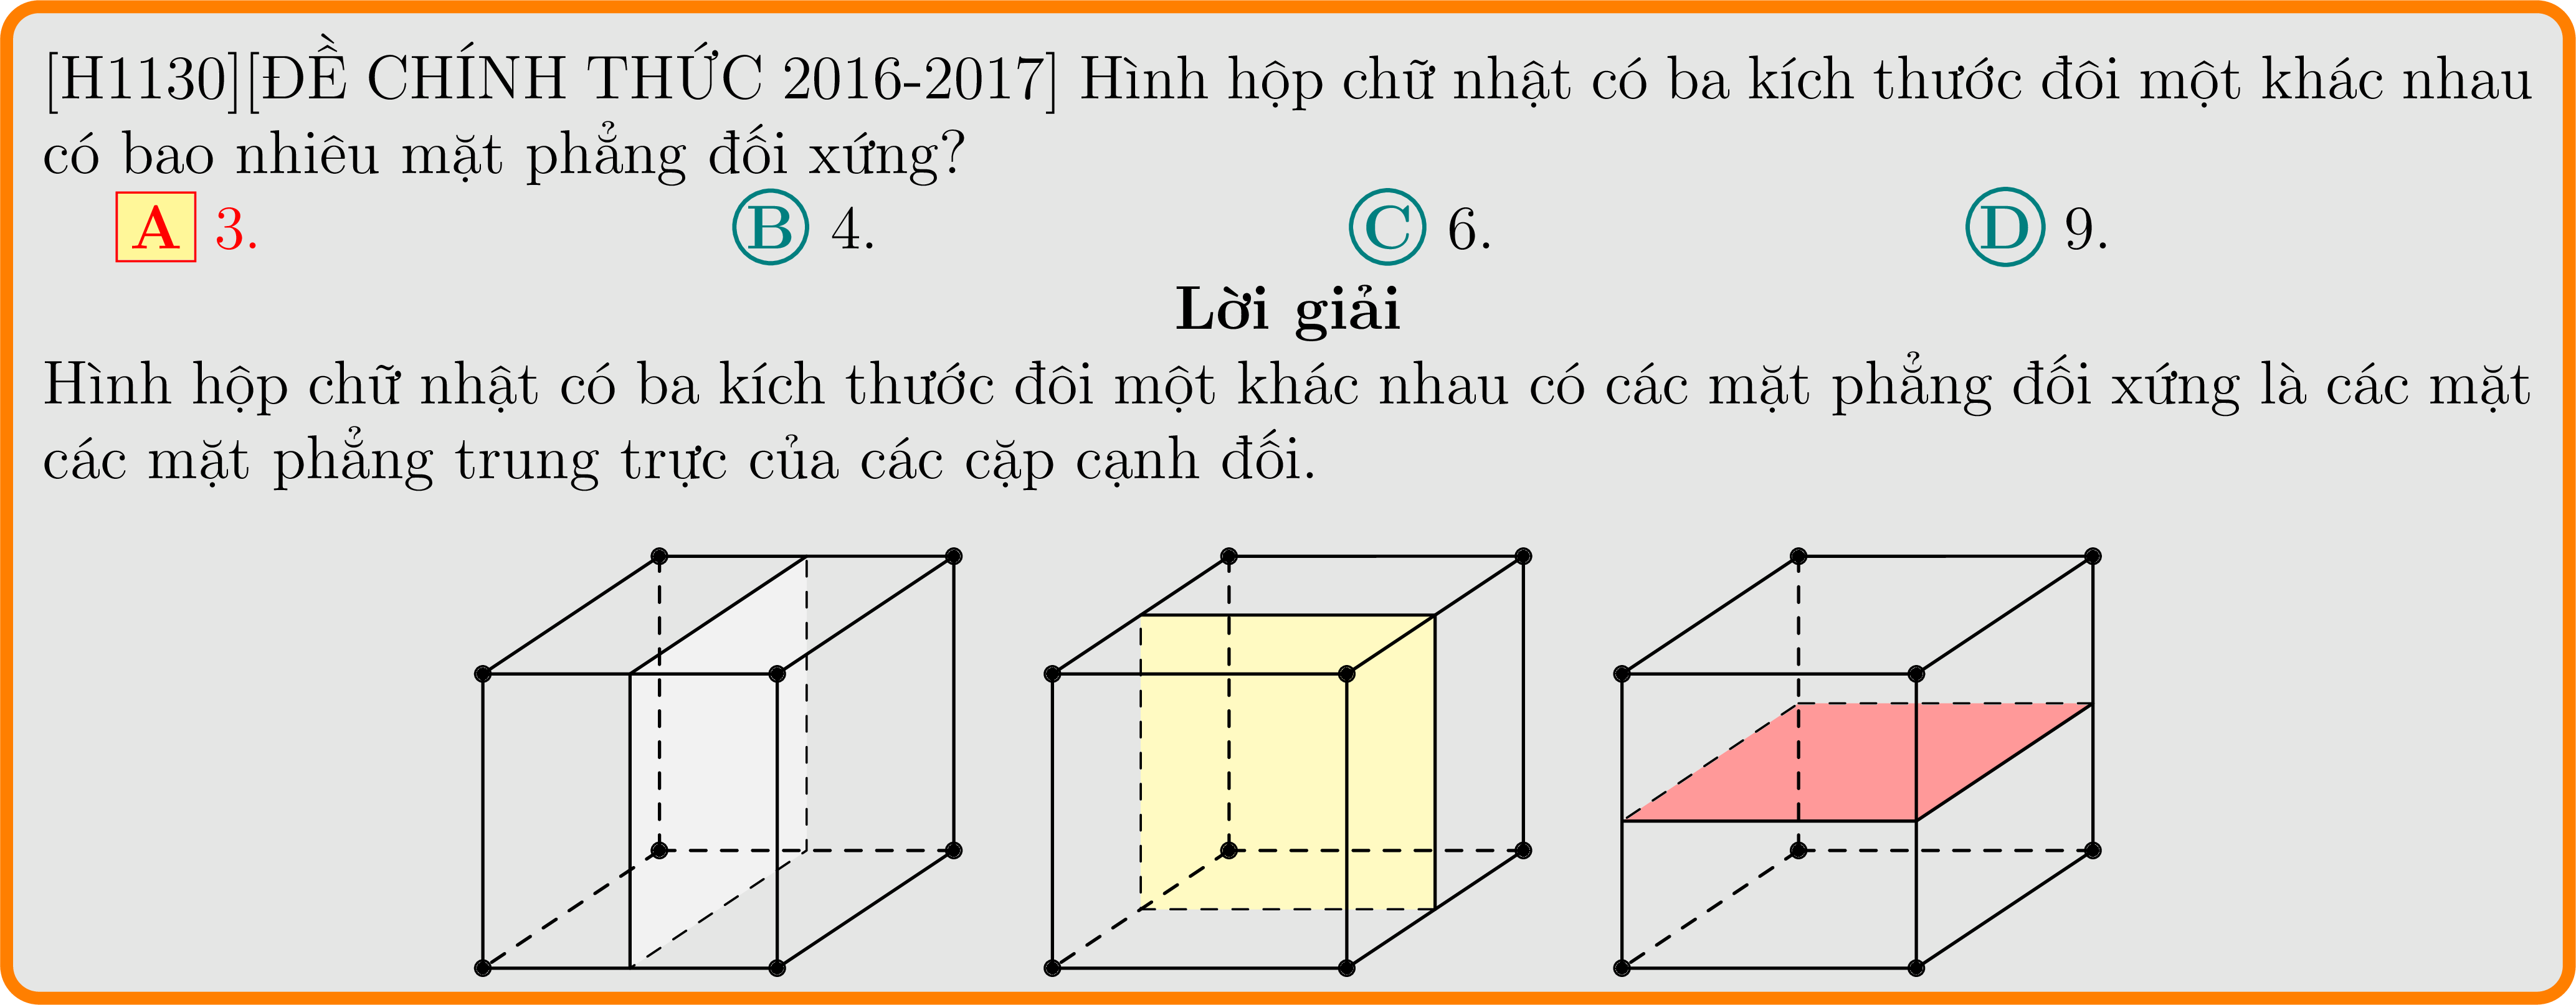 [H1130][ĐỀ CHÍNH THỨC 2016-2017] Hình hộp chữ nhật có ba kích thước đôi một khác nhau
có bao nhiêu mặt phẳng đối xứng?
A 3. B 4. C 6. D 9.
Lời giải
Hình hộp chữ nhật có ba kích thước đôi một khác nhau có các mặt phẳng đối xứng là các mặt
các mặt phẳng trung trực của các cặp cạnh đối.